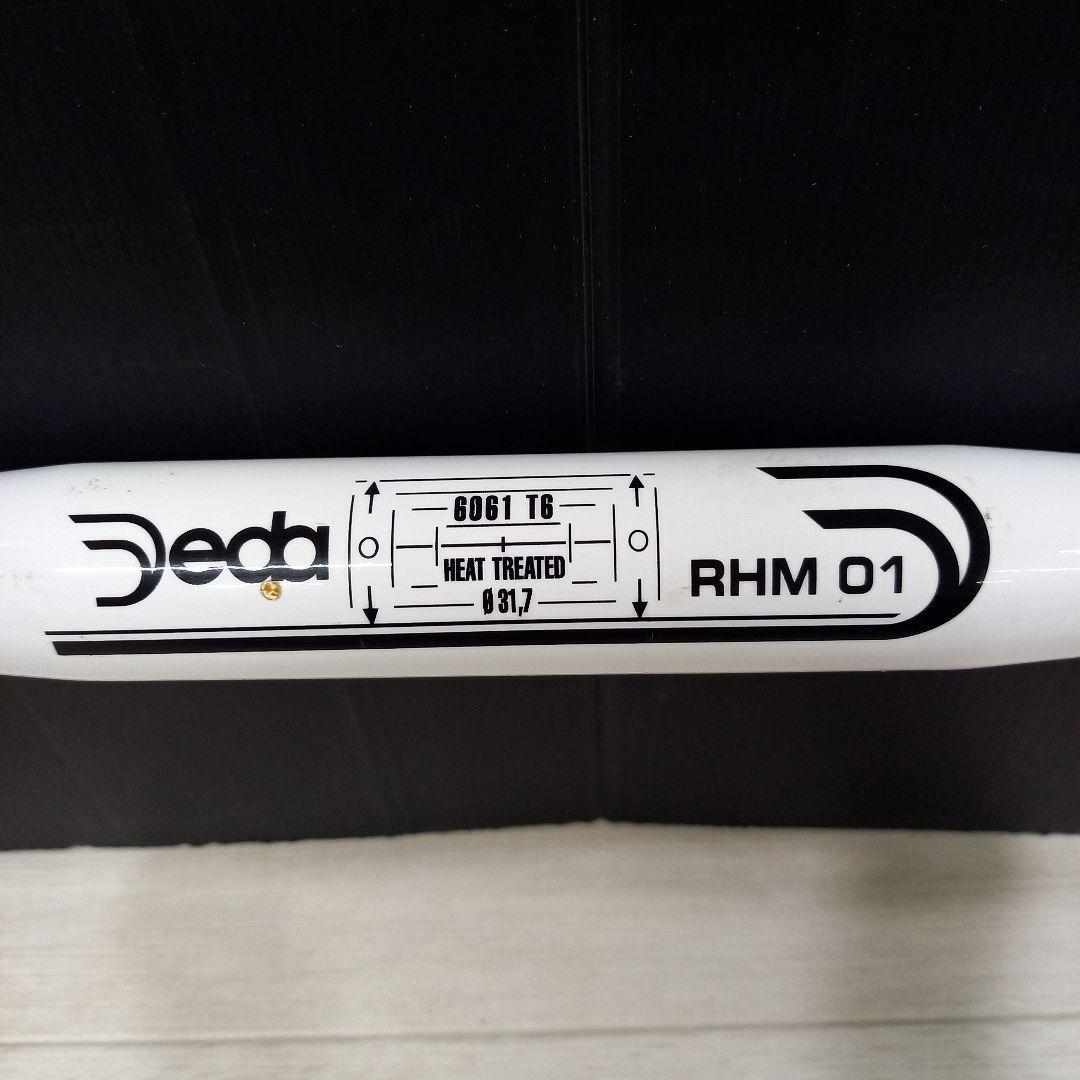 Deda
6061 T6
HEAT TREATED
Ø 31,7
RHM 01